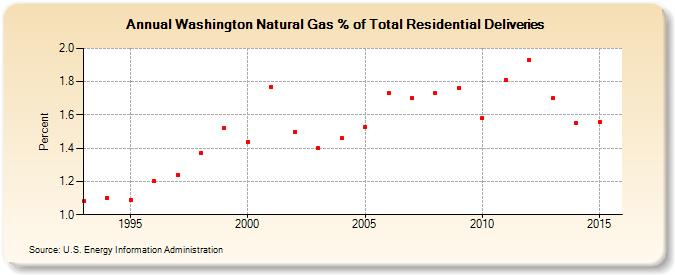 Annual Washington Natural Gas % of Total Residential Deliveries
Percent
2.0
1.8
1.6
1.4
1.2
1.0
1995 2000 2005 2010 2015
Source: U.S. Energy Information Administration